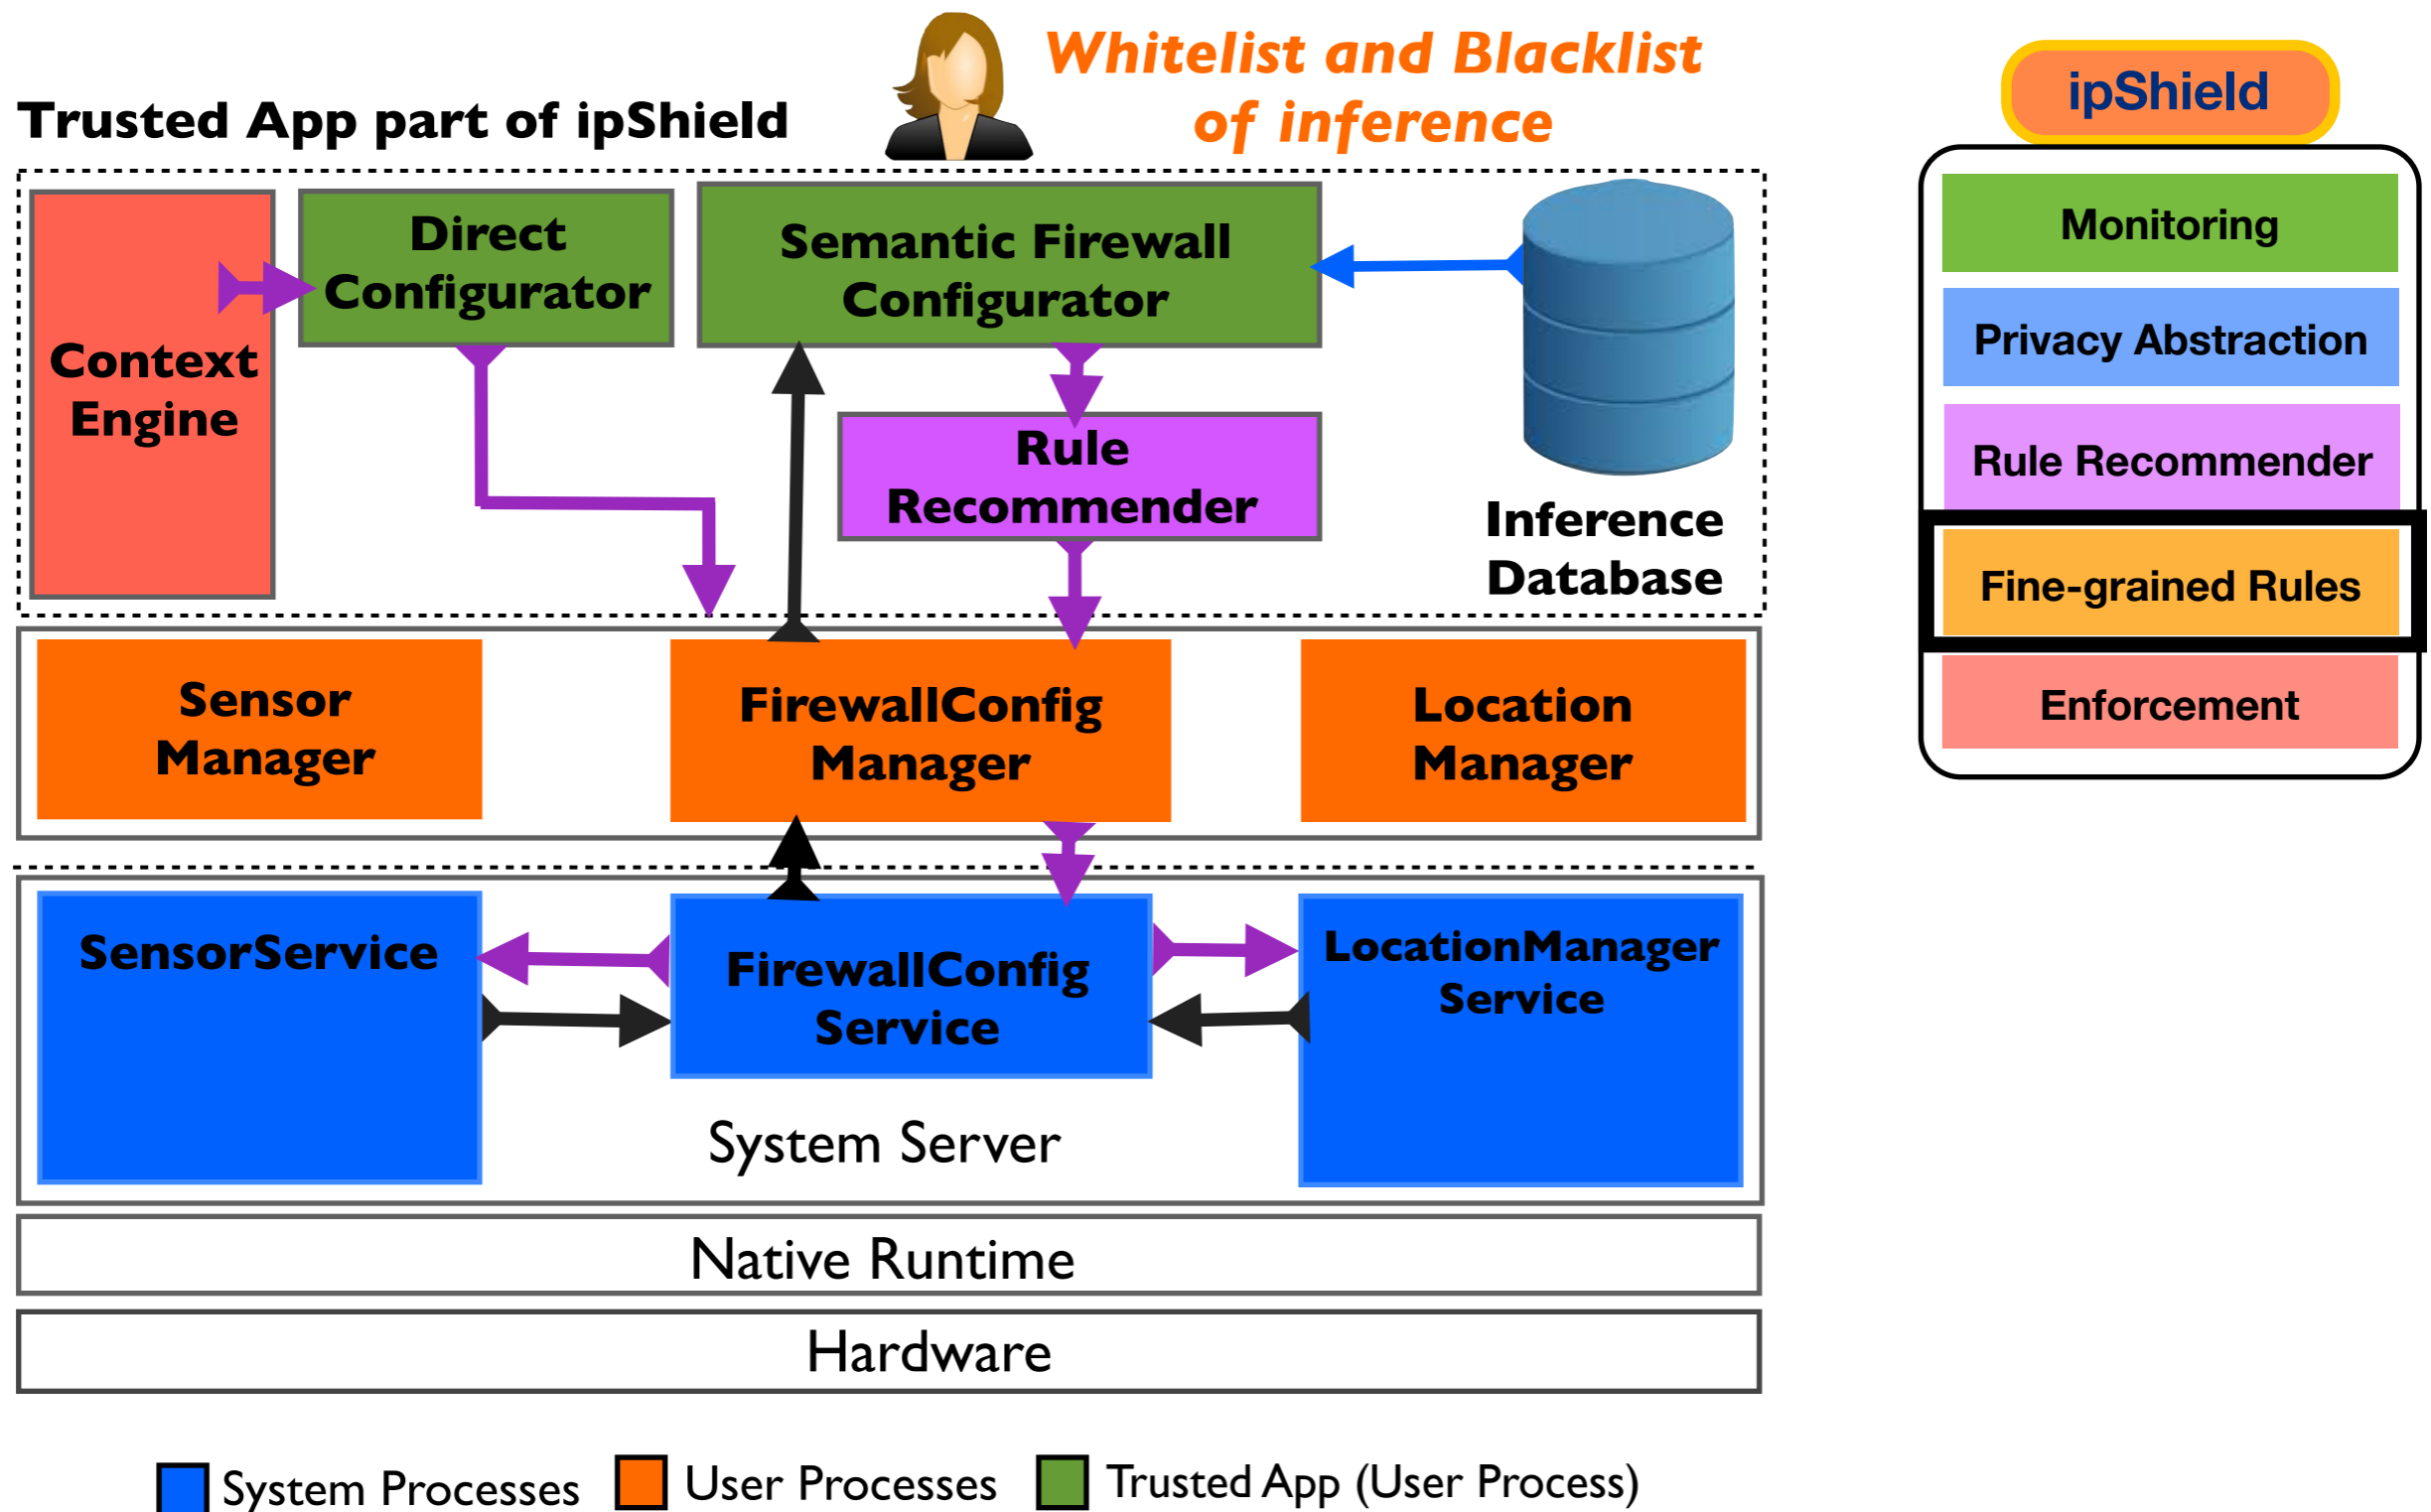 Whitelist and Blacklist
of inference
Trusted App part of ipShield
Direct
Configurator
Semantic Firewall
Configurator
Context
Engine
Rule
Recommender
Inference
Database
Sensor
Manager
FirewallConfig
Manager
Location
Manager
SensorService
FirewallConfig
Service
LocationManager
Service
System Server
Native Runtime
Hardware
System Processes
User Processes
Trusted App (User Process)
ipShield
Monitoring
Privacy Abstraction
Rule Recommender
Fine-grained Rules
Enforcement